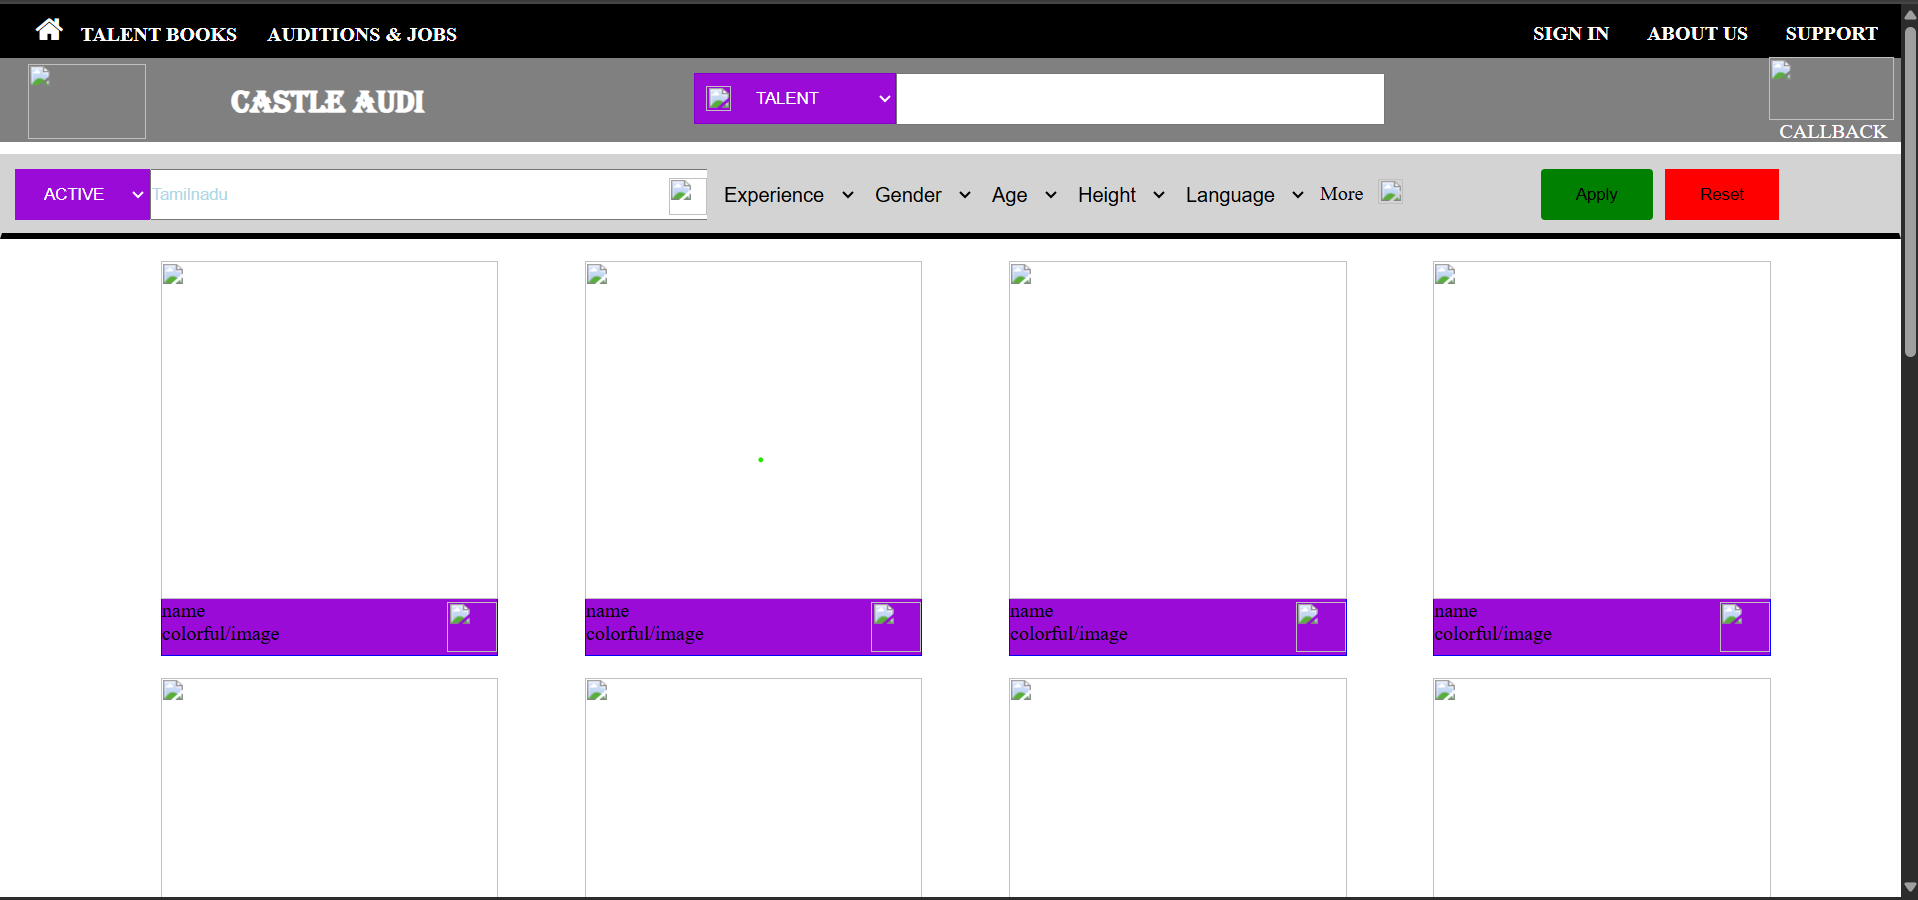 TALENT BOOKS AUDITIONS & JOBS SIGN IN ABOUT US SUPPORT
CASTLE AUDI TALENT
CALLBACK
ACTIVE Tamilnadu Experience Gender Age Height Language More Apply Reset
name name name name
colorful/image colorful/image colorful/image colorful/image